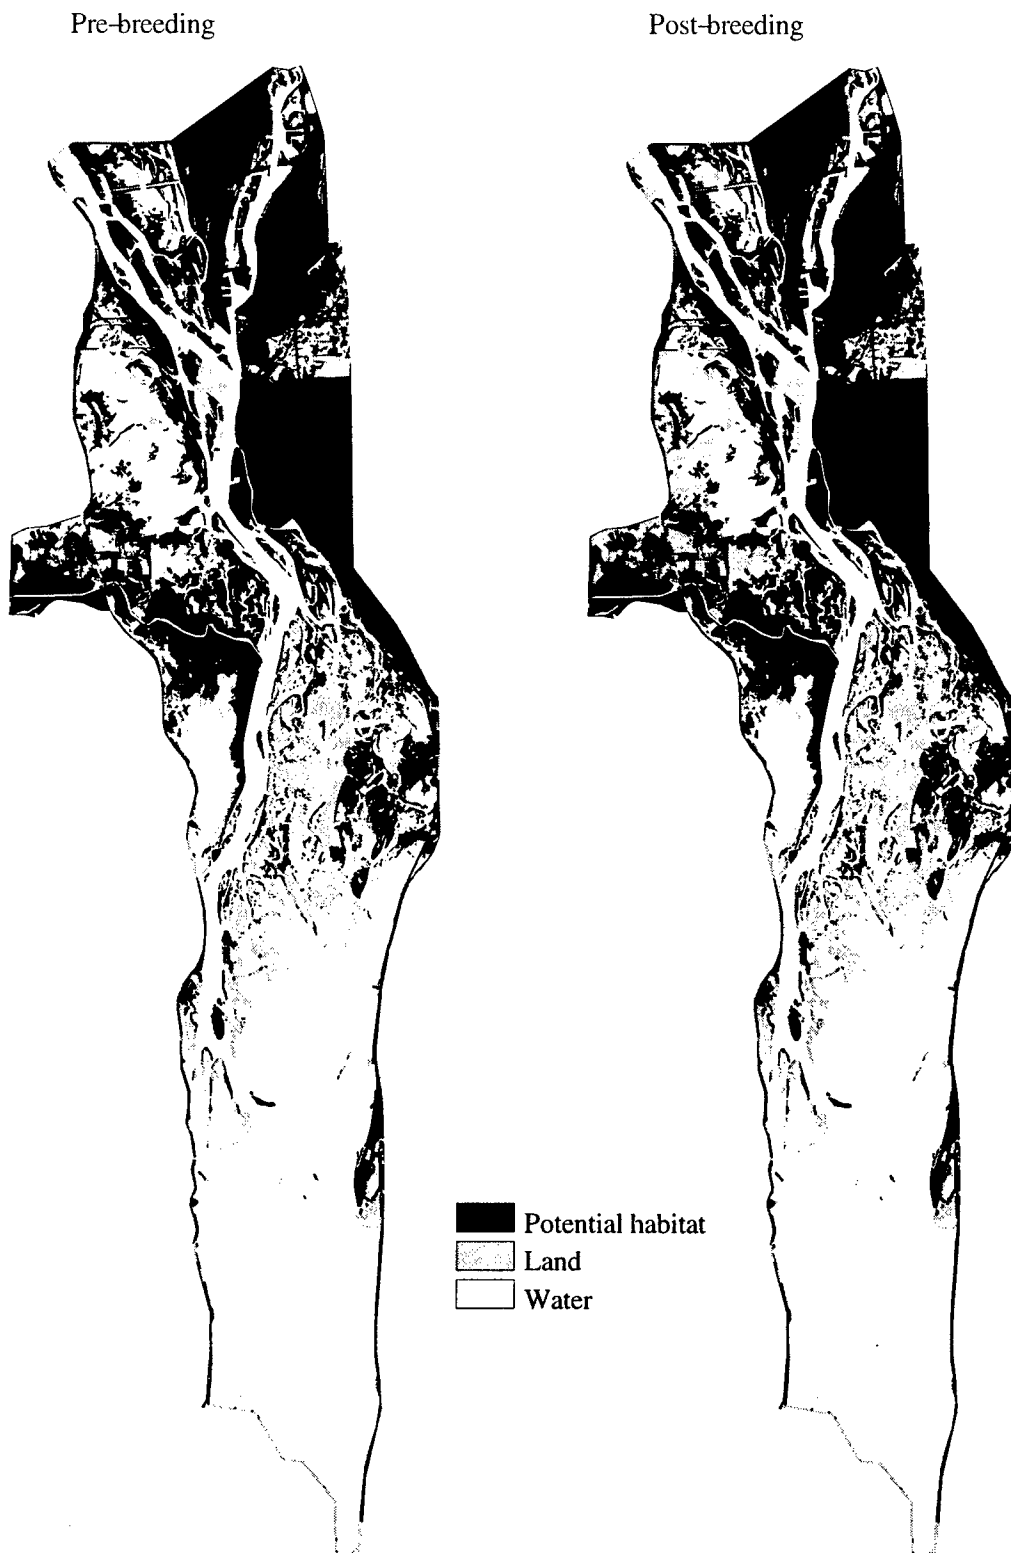 Pre-breeding
Post-breeding
Potential habitat
Land
Water